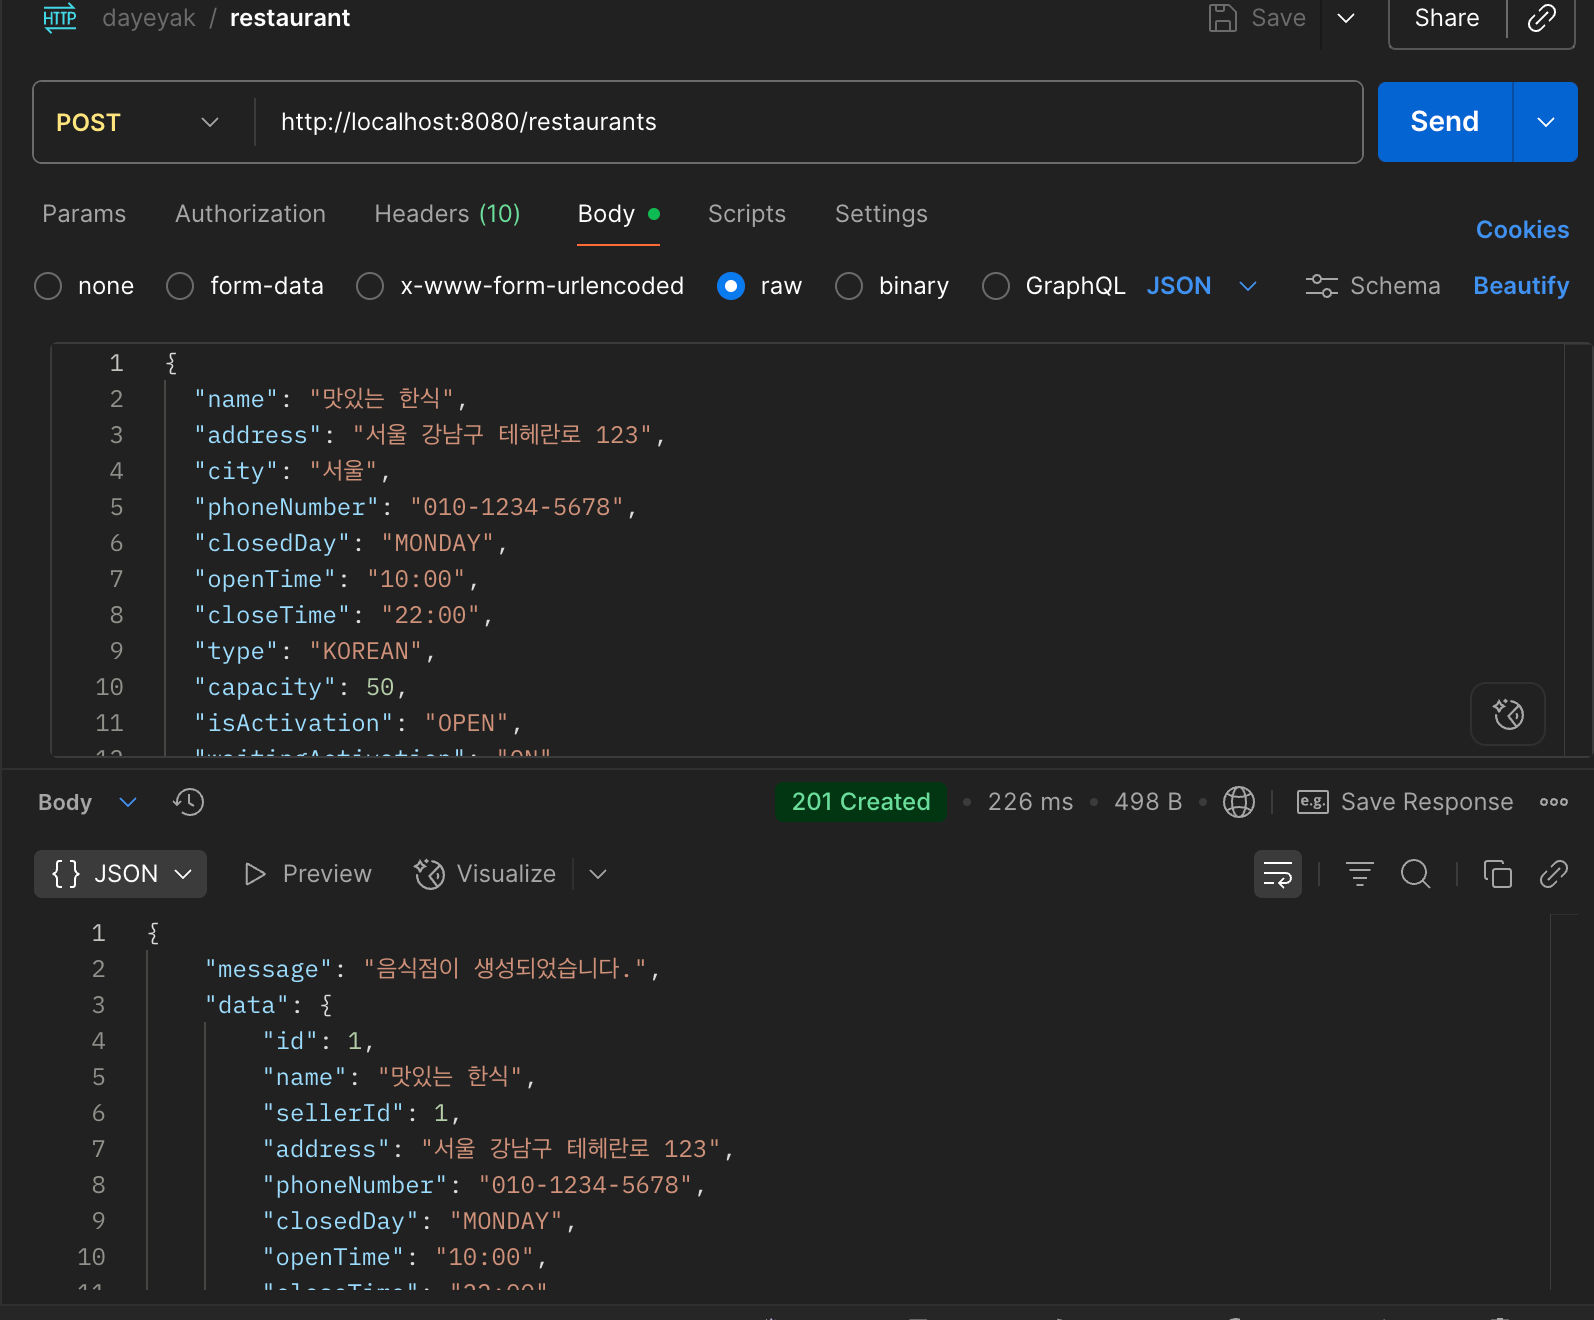 HTTP dayeyak / restaurant Save Share
POST http://localhost:8080/restaurants Send
Params Authorization Headers (10) Body Scripts Settings Cookies
none form-data x-www-form-urlencoded raw binary GraphQL JSON Schema Beautify
1 {
2 "name": "맛있는 한식",
3 "address": "서울 강남구 테헤란로 123",
4 "city": "서울",
5 "phoneNumber": "010-1234-5678",
6 "closedDay": "MONDAY",
7 "openTime": "10:00",
8 "closeTime": "22:00",
9 "type": "KOREAN",
10 "capacity": 50,
11 "isActivation": "OPEN",
12 "waitingActivation": "ON"
Body 201 Created • 226 ms • 498 B • e.g. Save Response
{} JSON Preview Visualize
1 {
2 "message": "음식점이 생성되었습니다.",
3 "data": {
4 "id": 1,
5 "name": "맛있는 한식",
6 "sellerId": 1,
7 "address": "서울 강남구 테헤란로 123",
8 "phoneNumber": "010-1234-5678",
9 "closedDay": "MONDAY",
10 "openTime": "10:00",
11 "closeTime": "22:00"